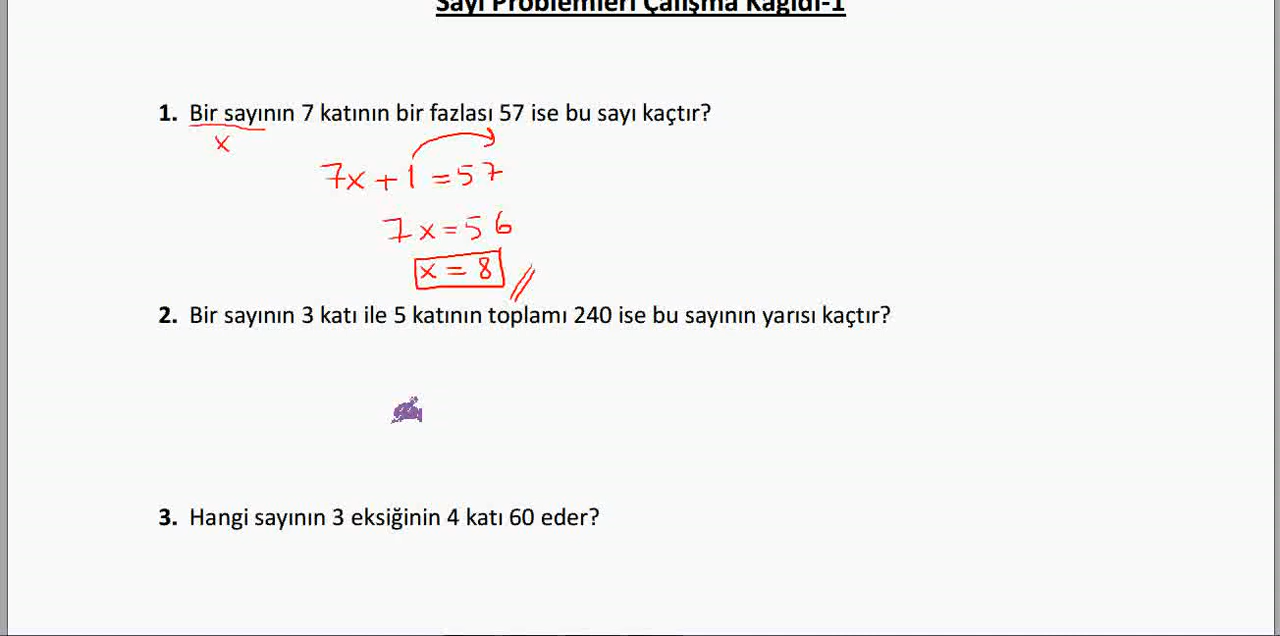 Sayı Problemleri Çalışma Kağıdı-1
1. Bir sayının 7 katının bir fazlası 57 ise bu sayı kaçtır?
x
7x+1=57
7x=56
x=8
2. Bir sayının 3 katı ile 5 katının toplamı 240 ise bu sayının yarısı kaçtır?
3. Hangi sayının 3 eksiğinin 4 katı 60 eder?